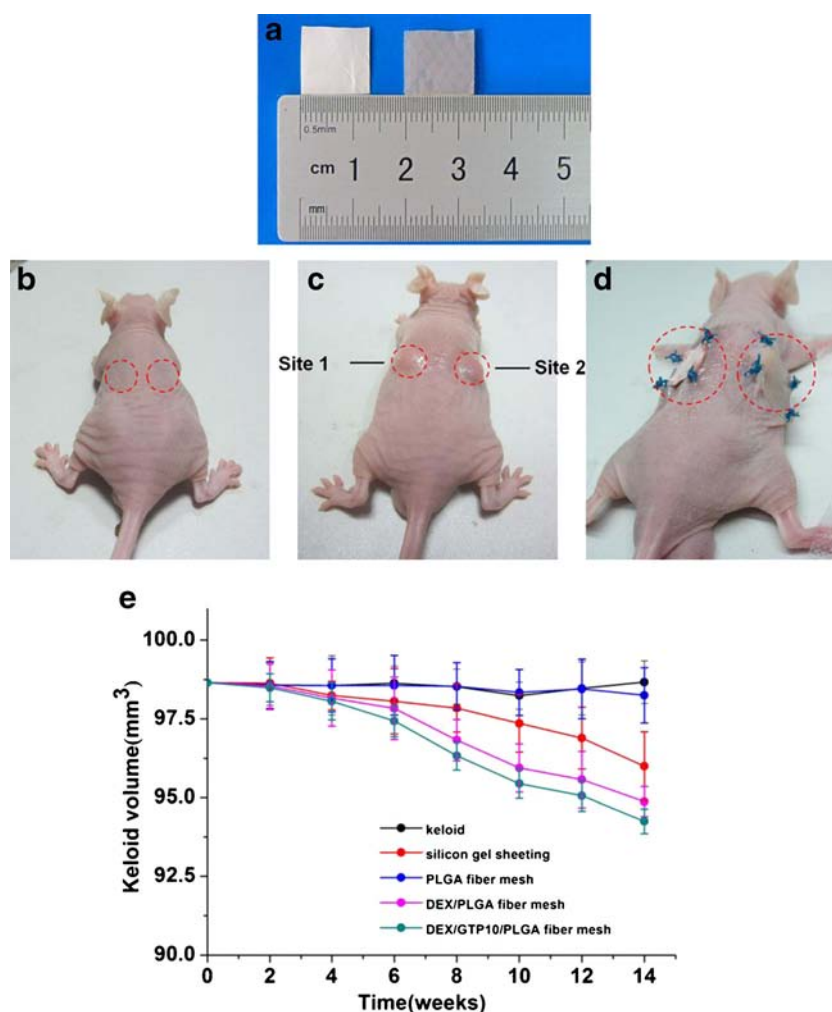 a
0.5mm
cm 1 2 3 4 5
mm
b
c
d
Site 1
Site 2
e
100.0
97.5
95.0
92.5
90.0
Keloid volume(mm³)
keloid
silicon gel sheeting
PLGA fiber mesh
DEX/PLGA fiber mesh
DEX/GTP10/PLGA fiber mesh
0 2 4 6 8 10 12 14
Time(weeks)